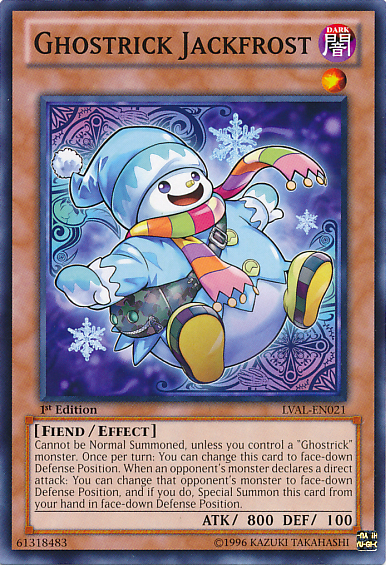 Ghostrick Jackfrost
DARK
闇
1st Edition
LVAL-EN021
[Fiend / Effect]
Cannot be Normal Summoned, unless you control a "Ghostrick"
monster. Once per turn: You can change this card to face-down
Defense Position. When an opponent's monster declares a direct
attack: You can change that opponent's monster to face-down
Defense Position, and if you do, Special Summon this card from
your hand in face-down Defense Position.
ATK/ 800 DEF/ 100
61318483
©1996 KAZUKI TAKAHASHI